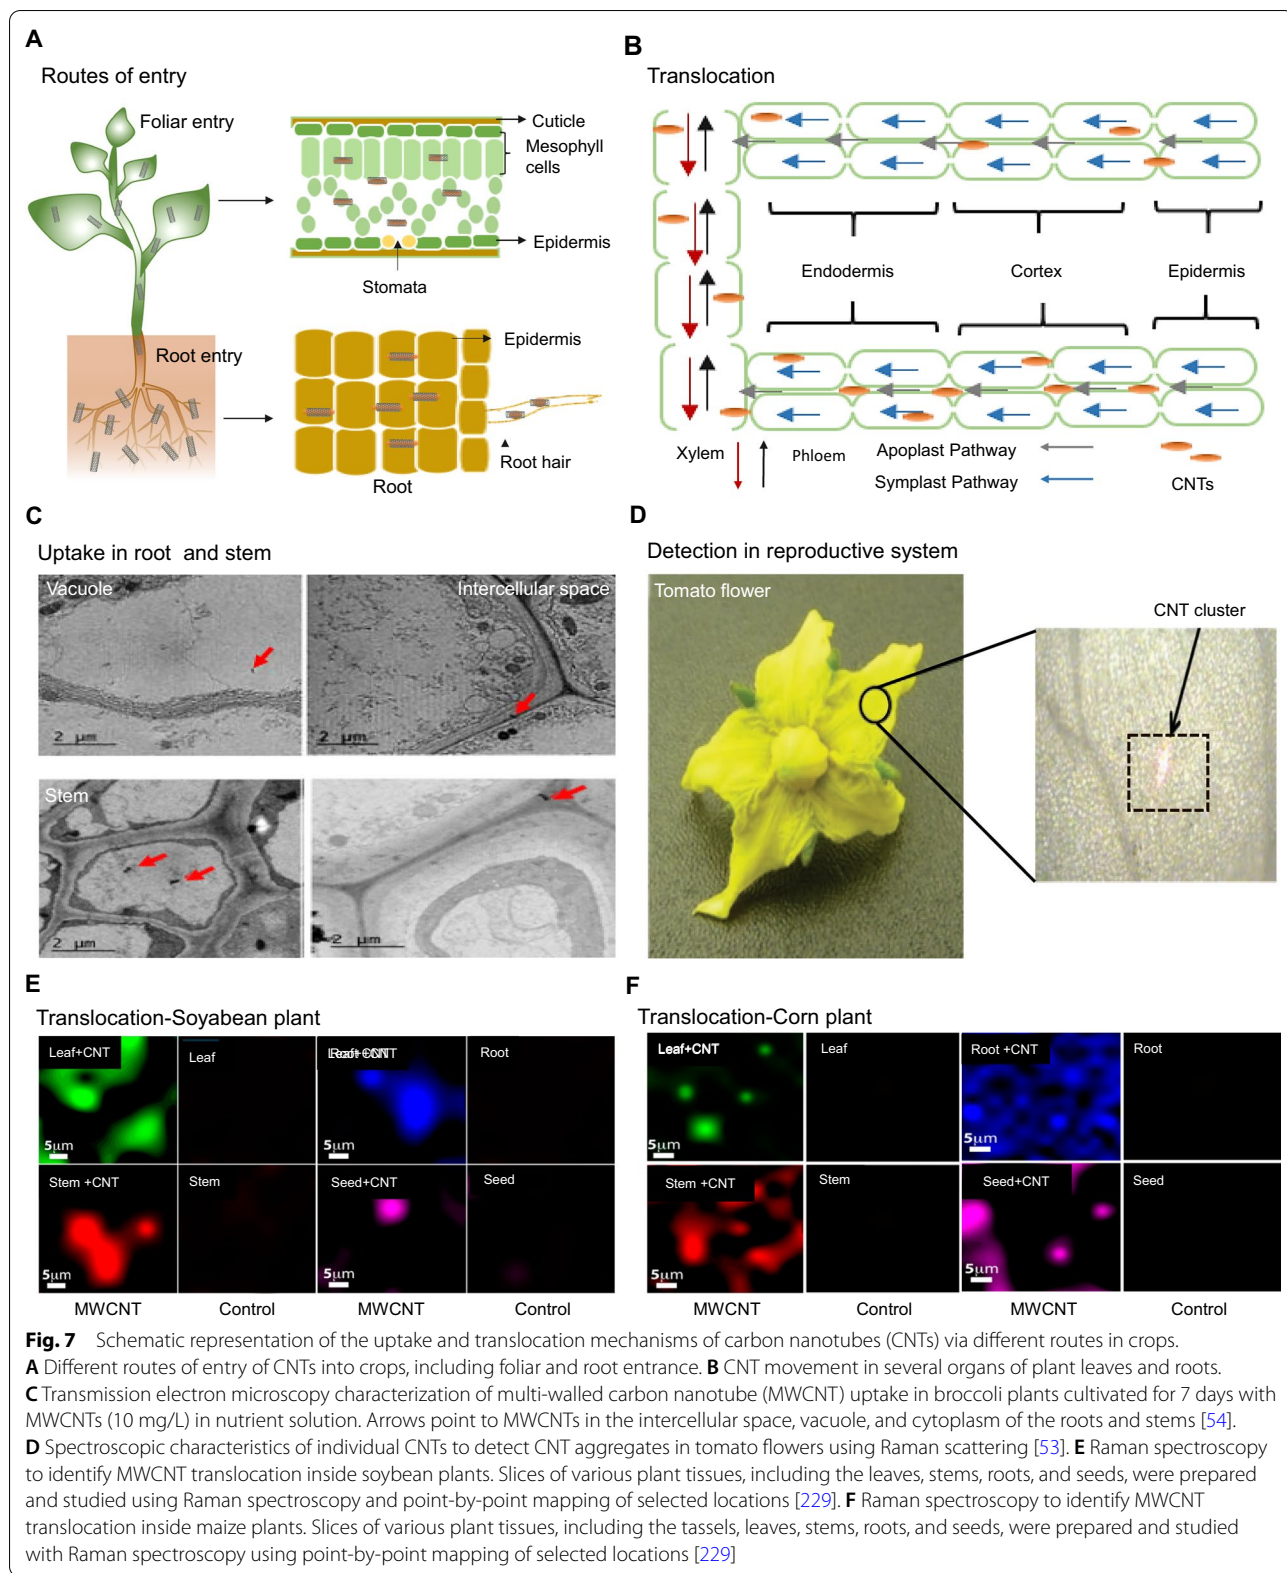 A
Routes of entry
Foliar entry
Cuticle
Mesophyll
cells
Epidermis
Stomata
Root entry
Epidermis
Root hair
Root
B
Translocation
Endodermis
Cortex
Epidermis
Xylem
Phloem
Apoplast Pathway
Symplast Pathway
CNTs
C
Uptake in root and stem
Vacuole
2 μm
Intercellular space
2 μm
Stem
2 μm
2 μm
D
Detection in reproductive system
Tomato flower
CNT cluster
E
Translocation-Soyabean plant
Leaf+CNT
5μm
Leaf
Root+CNT
Root
Stem +CNT
5μm
Stem
Seed+CNT
5μm
Seed
MWCNT
Control
MWCNT
Control
F
Translocation-Corn plant
Leaf+CNT
5μm
Leaf
Root +CNT
5μm
Root
Stem +CNT
5μm
Stem
Seed+CNT
5μm
Seed
MWCNT
Control
MWCNT
Control
Fig. 7 Schematic representation of the uptake and translocation mechanisms of carbon nanotubes (CNTs) via different routes in crops.
A Different routes of entry of CNTs into crops, including foliar and root entrance. B CNT movement in several organs of plant leaves and roots.
C Transmission electron microscopy characterization of multi-walled carbon nanotube (MWCNT) uptake in broccoli plants cultivated for 7 days with
MWCNTs (10 mg/L) in nutrient solution. Arrows point to MWCNTs in the intercellular space, vacuole, and cytoplasm of the roots and stems [54].
D Spectroscopic characteristics of individual CNTs to detect CNT aggregates in tomato flowers using Raman scattering [53]. E Raman spectroscopy
to identify MWCNT translocation inside soybean plants. Slices of various plant tissues, including the leaves, stems, roots, and seeds, were prepared
and studied using Raman spectroscopy and point-by-point mapping of selected locations [229]. F Raman spectroscopy to identify MWCNT
translocation inside maize plants. Slices of various plant tissues, including the tassels, leaves, stems, roots, and seeds, were prepared and studied
with Raman spectroscopy using point-by-point mapping of selected locations [229]